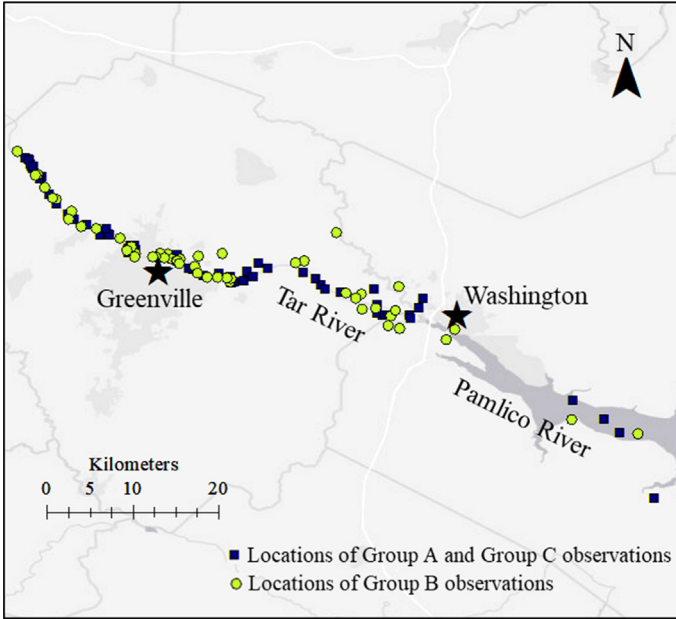 N
Greenville
Washington
Tar River
Pamlico River
Kilometers
0 5 10 20
Locations of Group A and Group C observations
Locations of Group B observations